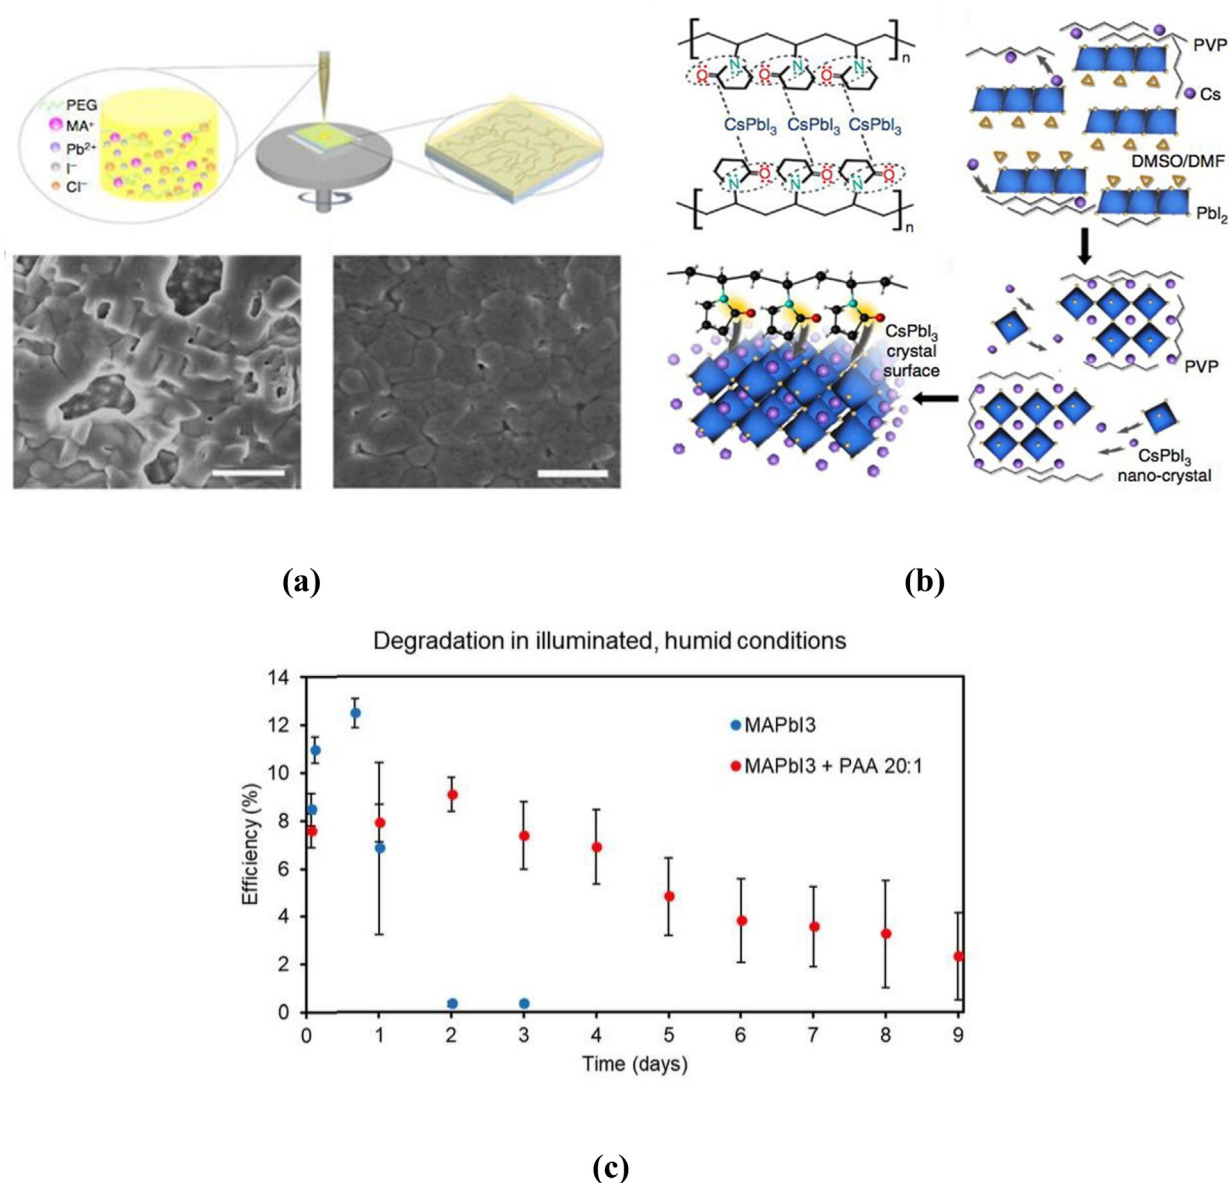 PEG
MA⁺
Pb²⁺
I⁻
Cl⁻
(a)
[ ]n
O N O N O N
CsPbI₃ CsPbI₃ CsPbI₃
N O N O N O
[ ]n
PVP
Cs
DMSO/DMF
PbI₂
CsPbI₃
crystal
surface
PVP
CsPbI₃
nano-crystal
(b)
Degradation in illuminated, humid conditions
14
12
10
8
6
4
2
0
Efficiency (%)
MAPbI3
MAPbI3 + PAA 20:1
0 1 2 3 4 5 6 7 8 9
Time (days)
(c)